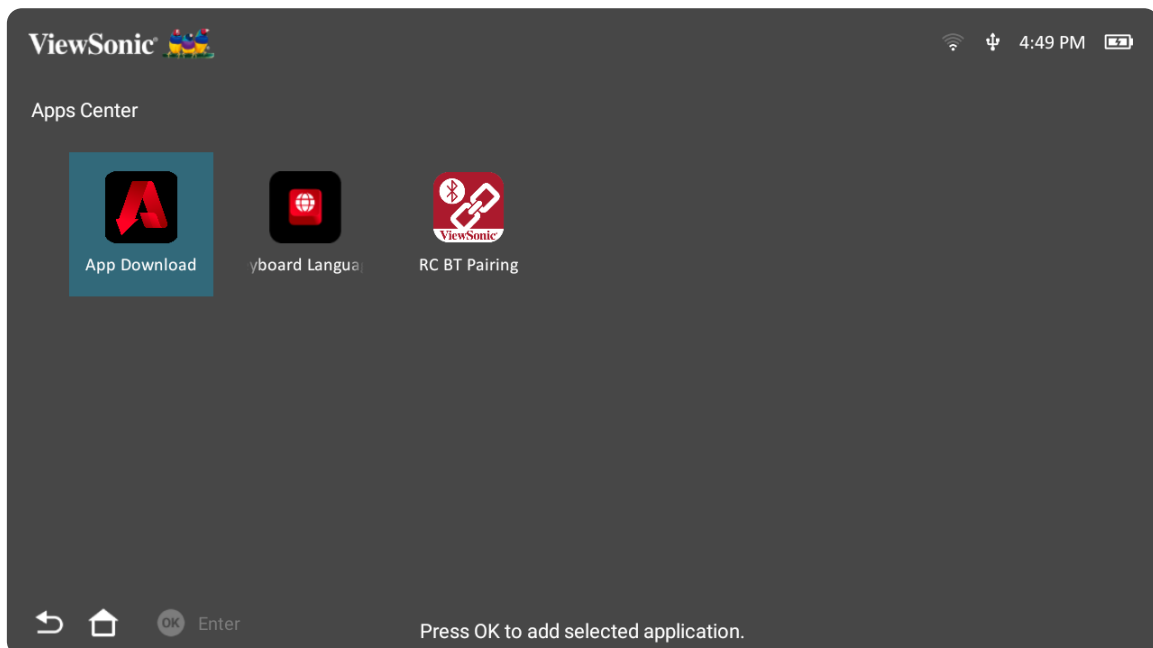 ViewSonic
4:49 PM
Apps Center
App Download
yboard Langua
RC BT Pairing
ViewSonic
OK Enter
Press OK to add selected application.